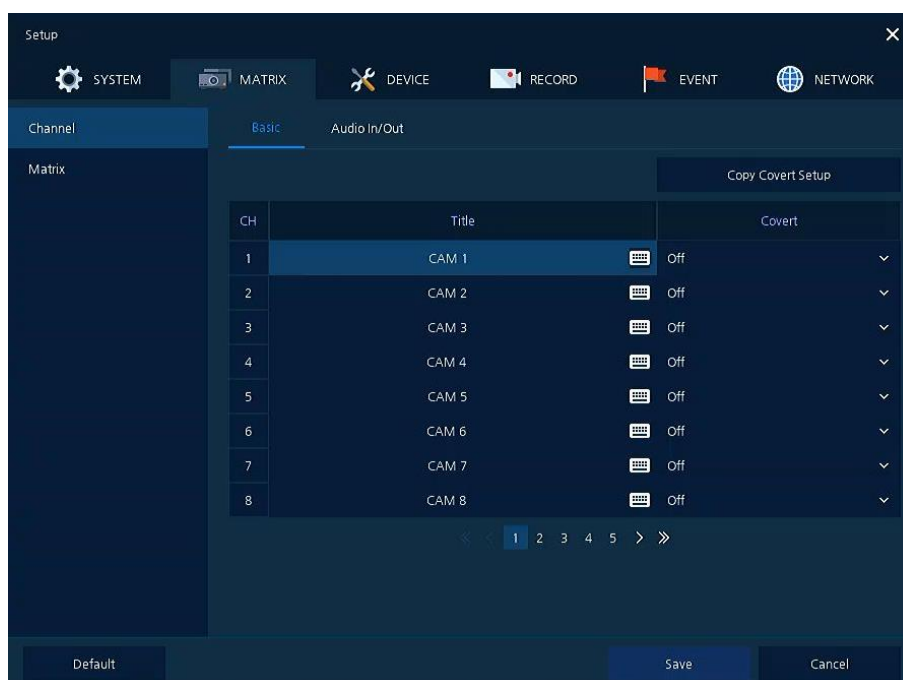 Setup
SYSTEM MATRIX DEVICE RECORD EVENT NETWORK
Channel
Matrix
Basic Audio In/Out
Copy Covert Setup
CH Title Covert
1 CAM 1 Off
2 CAM 2 Off
3 CAM 3 Off
4 CAM 4 Off
5 CAM 5 Off
6 CAM 6 Off
7 CAM 7 Off
8 CAM 8 Off
1 2 3 4 5
Default Save Cancel